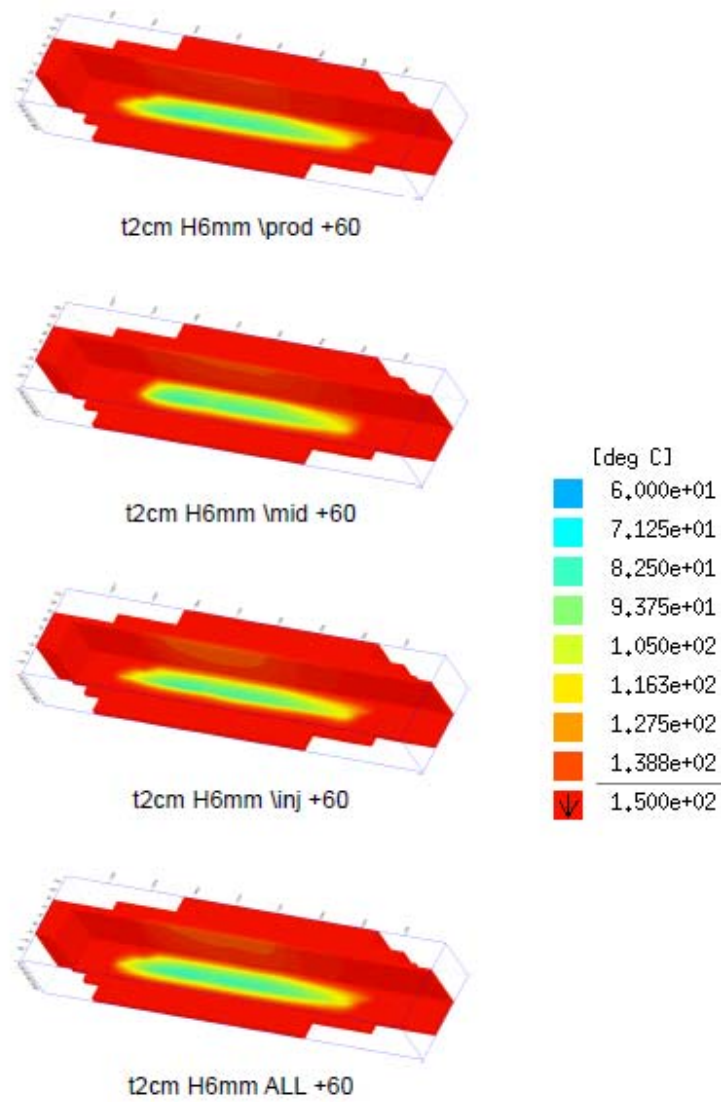 t2cm H6mm \prod +60
t2cm H6mm \mid +60
t2cm H6mm \inj +60
t2cm H6mm ALL +60
[deg C]
6.000e+01
7.125e+01
8.250e+01
9.375e+01
1.050e+02
1.163e+02
1.275e+02
1.388e+02
1.500e+02